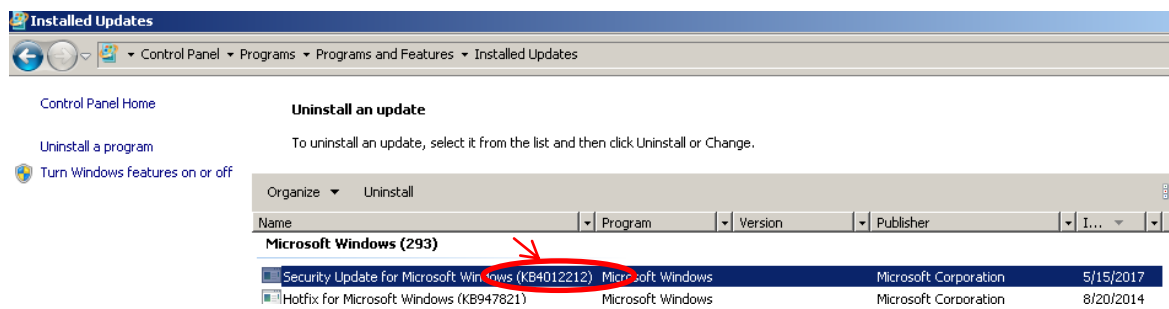 Installed Updates
Control Panel Programs Programs and Features Installed Updates
Control Panel Home
Uninstall a program
Turn Windows features on or off
Uninstall an update
To uninstall an update, select it from the list and then click Uninstall or Change.
Organize Uninstall
Name Program Version Publisher I...
Microsoft Windows (293)
Security Update for Microsoft Windows (KB4012212) Microsoft Windows Microsoft Corporation 5/15/2017
Hotfix for Microsoft Windows (KB947821) Microsoft Windows Microsoft Corporation 8/20/2014